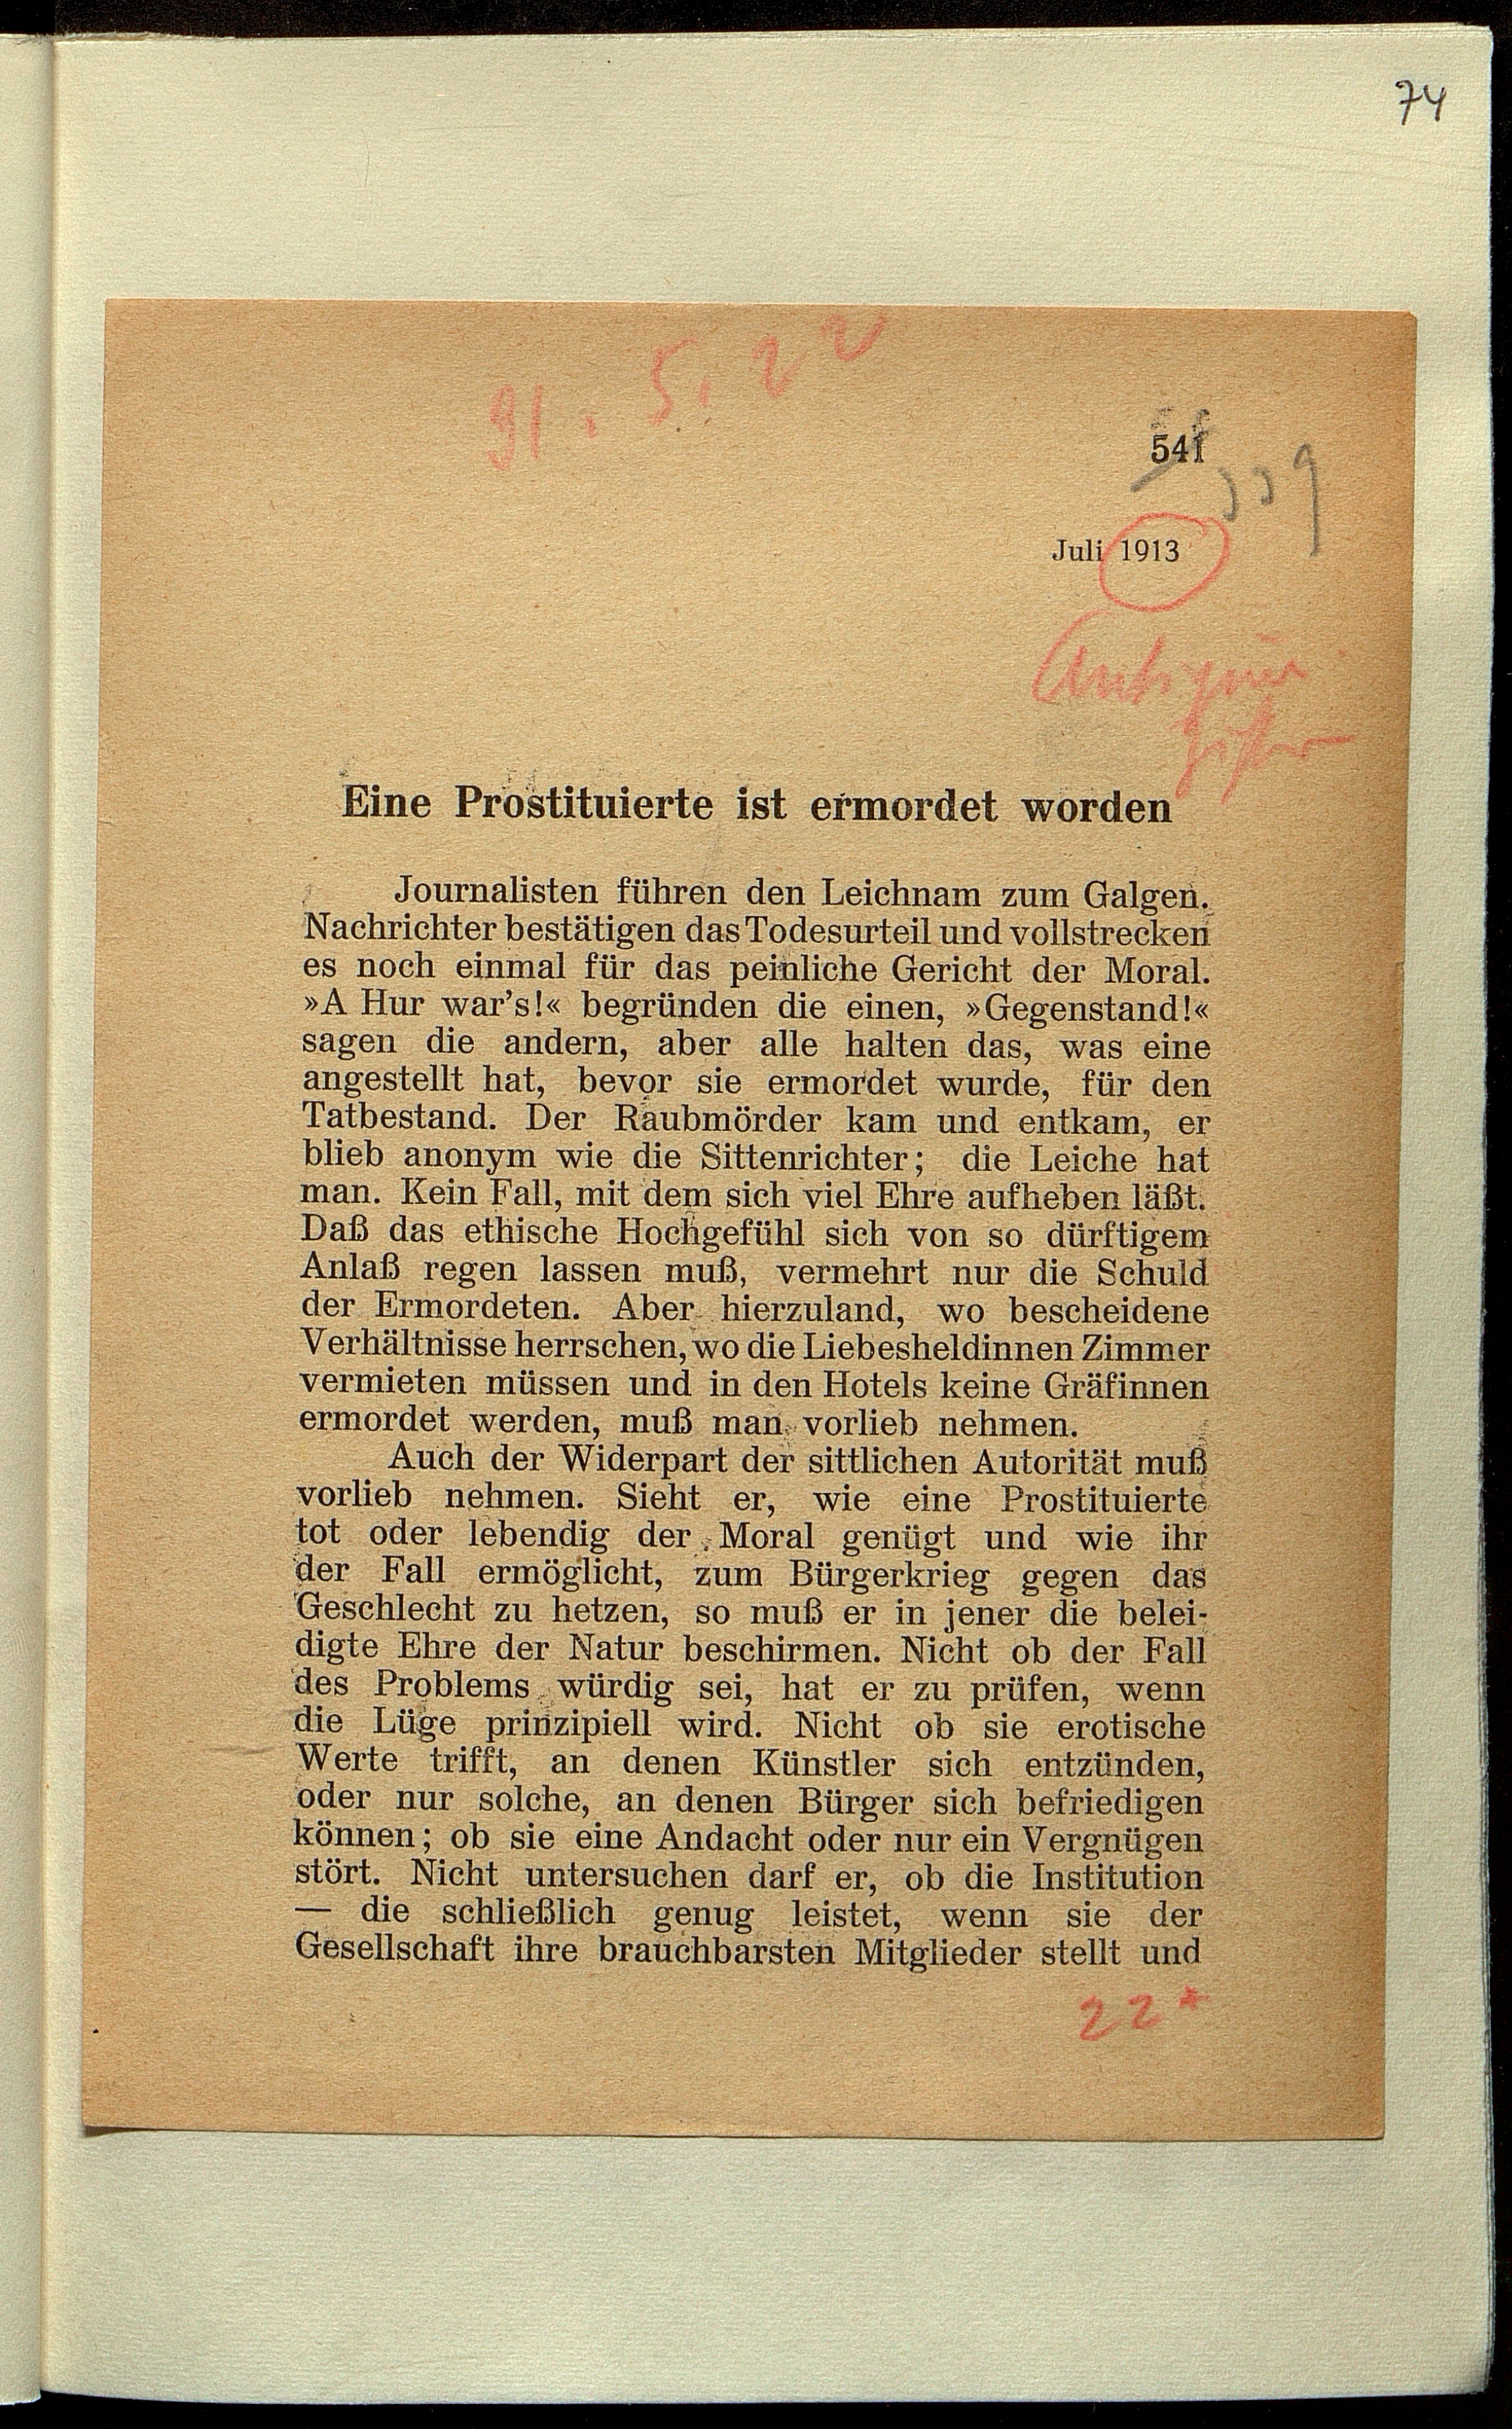 74
31. 5. 22
541
339
Juli 1913
Antiqua
Ziffer
Eine Prostituierte ist ermordet worden
Journalisten führen den Leichnam zum Galgen.
Nachrichter bestätigen das Todesurteil und vollstrecken
es noch einmal für das peinliche Gericht der Moral.
»A Hur war's!« begründen die einen, »Gegenstand!«
sagen die andern, aber alle halten das, was eine
angestellt hat, bevor sie ermordet wurde, für den
Tatbestand. Der Raubmörder kam und entkam, er
blieb anonym wie die Sittenrichter; die Leiche hat
man. Kein Fall, mit dem sich viel Ehre aufheben läßt.
Daß das ethische Hochgefühl sich von so dürftigem
Anlaß regen lassen muß, vermehrt nur die Schuld
der Ermordeten. Aber hierzuland, wo bescheidene
Verhältnisse herrschen, wo die Liebesheldinnen Zimmer
vermieten müssen und in den Hotels keine Gräfinnen
ermordet werden, muß man vorlieb nehmen.
Auch der Widerpart der sittlichen Autorität muß
vorlieb nehmen. Sieht er, wie eine Prostituierte
tot oder lebendig der Moral genügt und wie ihr
der Fall ermöglicht, zum Bürgerkrieg gegen das
Geschlecht zu hetzen, so muß er in jener die belei-
digte Ehre der Natur beschirmen. Nicht ob der Fall
des Problems würdig sei, hat er zu prüfen, wenn
die Lüge prinzipiell wird. Nicht ob sie erotische
Werte trifft, an denen Künstler sich entzünden,
oder nur solche, an denen Bürger sich befriedigen
können; ob sie eine Andacht oder nur ein Vergnügen
stört. Nicht untersuchen darf er, ob die Institution
— die schließlich genug leistet, wenn sie der
Gesellschaft ihre brauchbarsten Mitglieder stellt und
22*